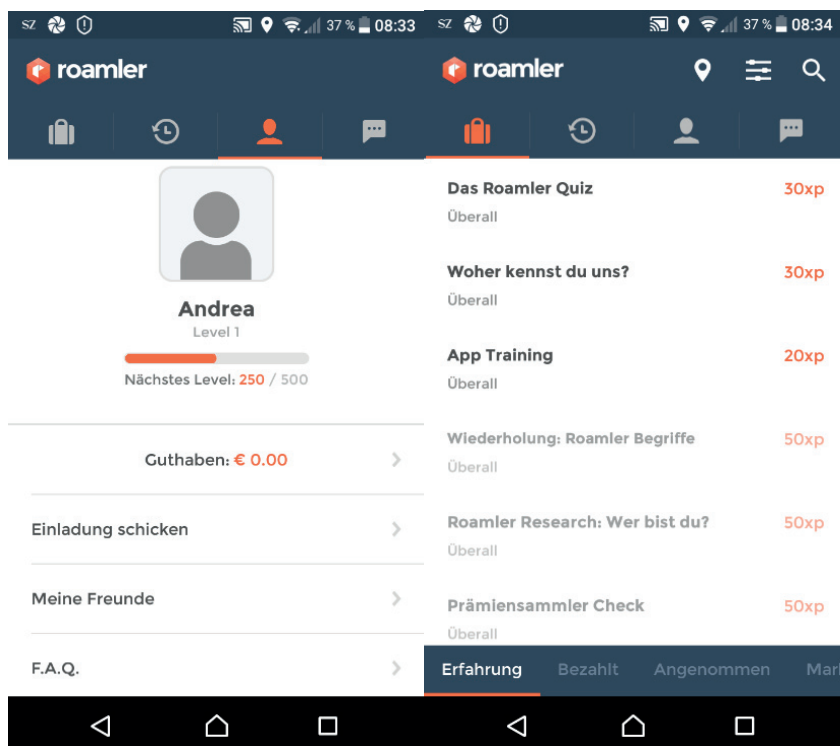 SZ 37 % 08:33
roamler
Andrea
Level 1
Nächstes Level: 250 / 500
Guthaben: € 0.00
Einladung schicken
Meine Freunde
F.A.Q.
SZ 37 % 08:34
roamler
Das Roamler Quiz 30xp
Überall
Woher kennst du uns? 30xp
Überall
App Training 20xp
Überall
Wiederholung: Roamler Begriffe 50xp
Überall
Roamler Research: Wer bist du? 50xp
Überall
Prämiensammler Check 50xp
Überall
Erfahrung Bezahlt Angenommen